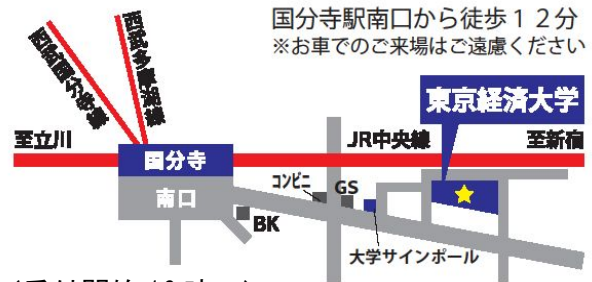 国分寺駅南口から徒歩１２分
※お車でのご来場はご遠慮ください
西武国分寺線
西武多摩湖線
東京経済大学
至立川
JR中央線
至新宿
国分寺
南口
コンビニ
GS
BK
大学サインポール